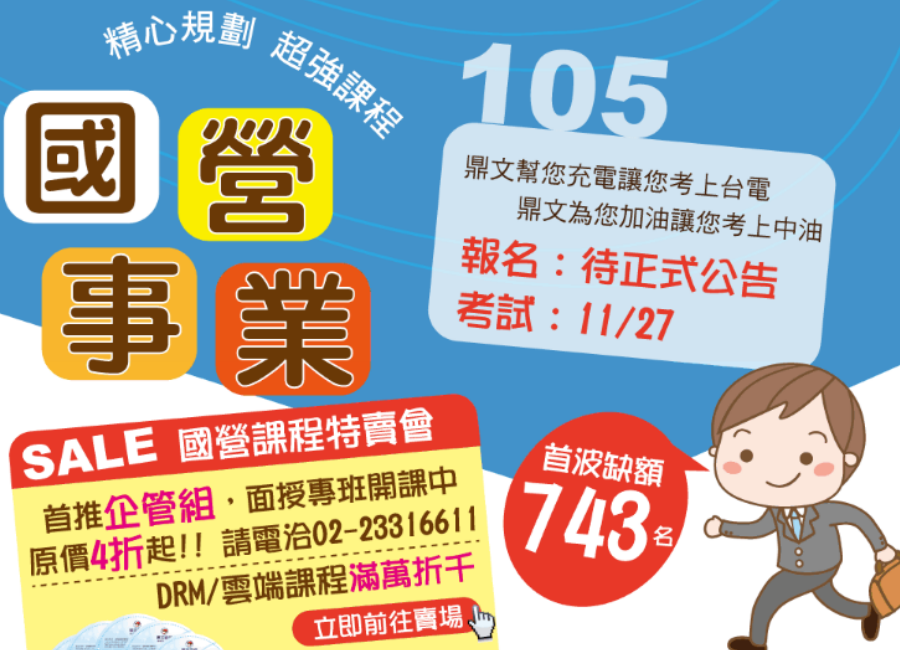 精心規劃 超強課程
105
國營
事業
鼎文幫您充電讓您考上台電
鼎文為您加油讓您考上中油
報名：待正式公告
考試：11/27
SALE 國營課程特賣會
首推企管組，面授專班開課中
原價4折起!! 請電洽02-23316611
DRM/雲端課程滿萬折千
立即前往賣場
首波缺額
743名